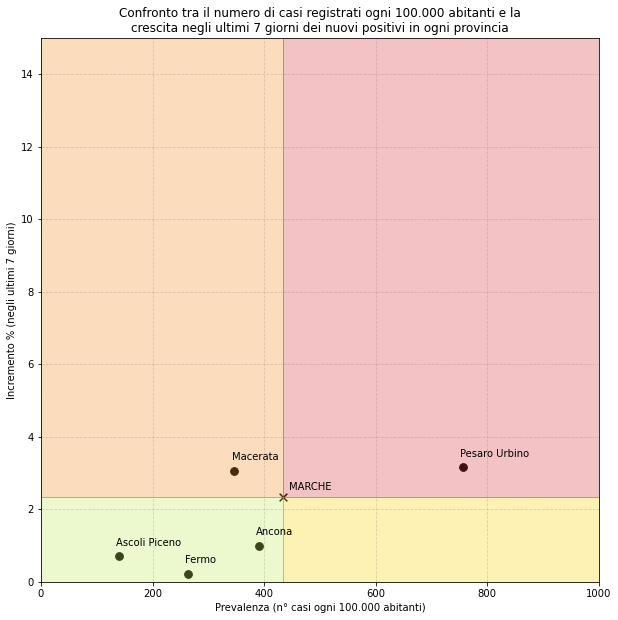 Confronto tra il numero di casi registrati ogni 100.000 abitanti e la
crescita negli ultimi 7 giorni dei nuovi positivi in ogni provincia
Incremento % (negli ultimi 7 giorni)
14
12
10
8
6
4
2
0
Macerata
Pesaro Urbino
MARCHE
Ancona
Ascoli Piceno
Fermo
0 200 400 600 800 1000
Prevalenza (n° casi ogni 100.000 abitanti)